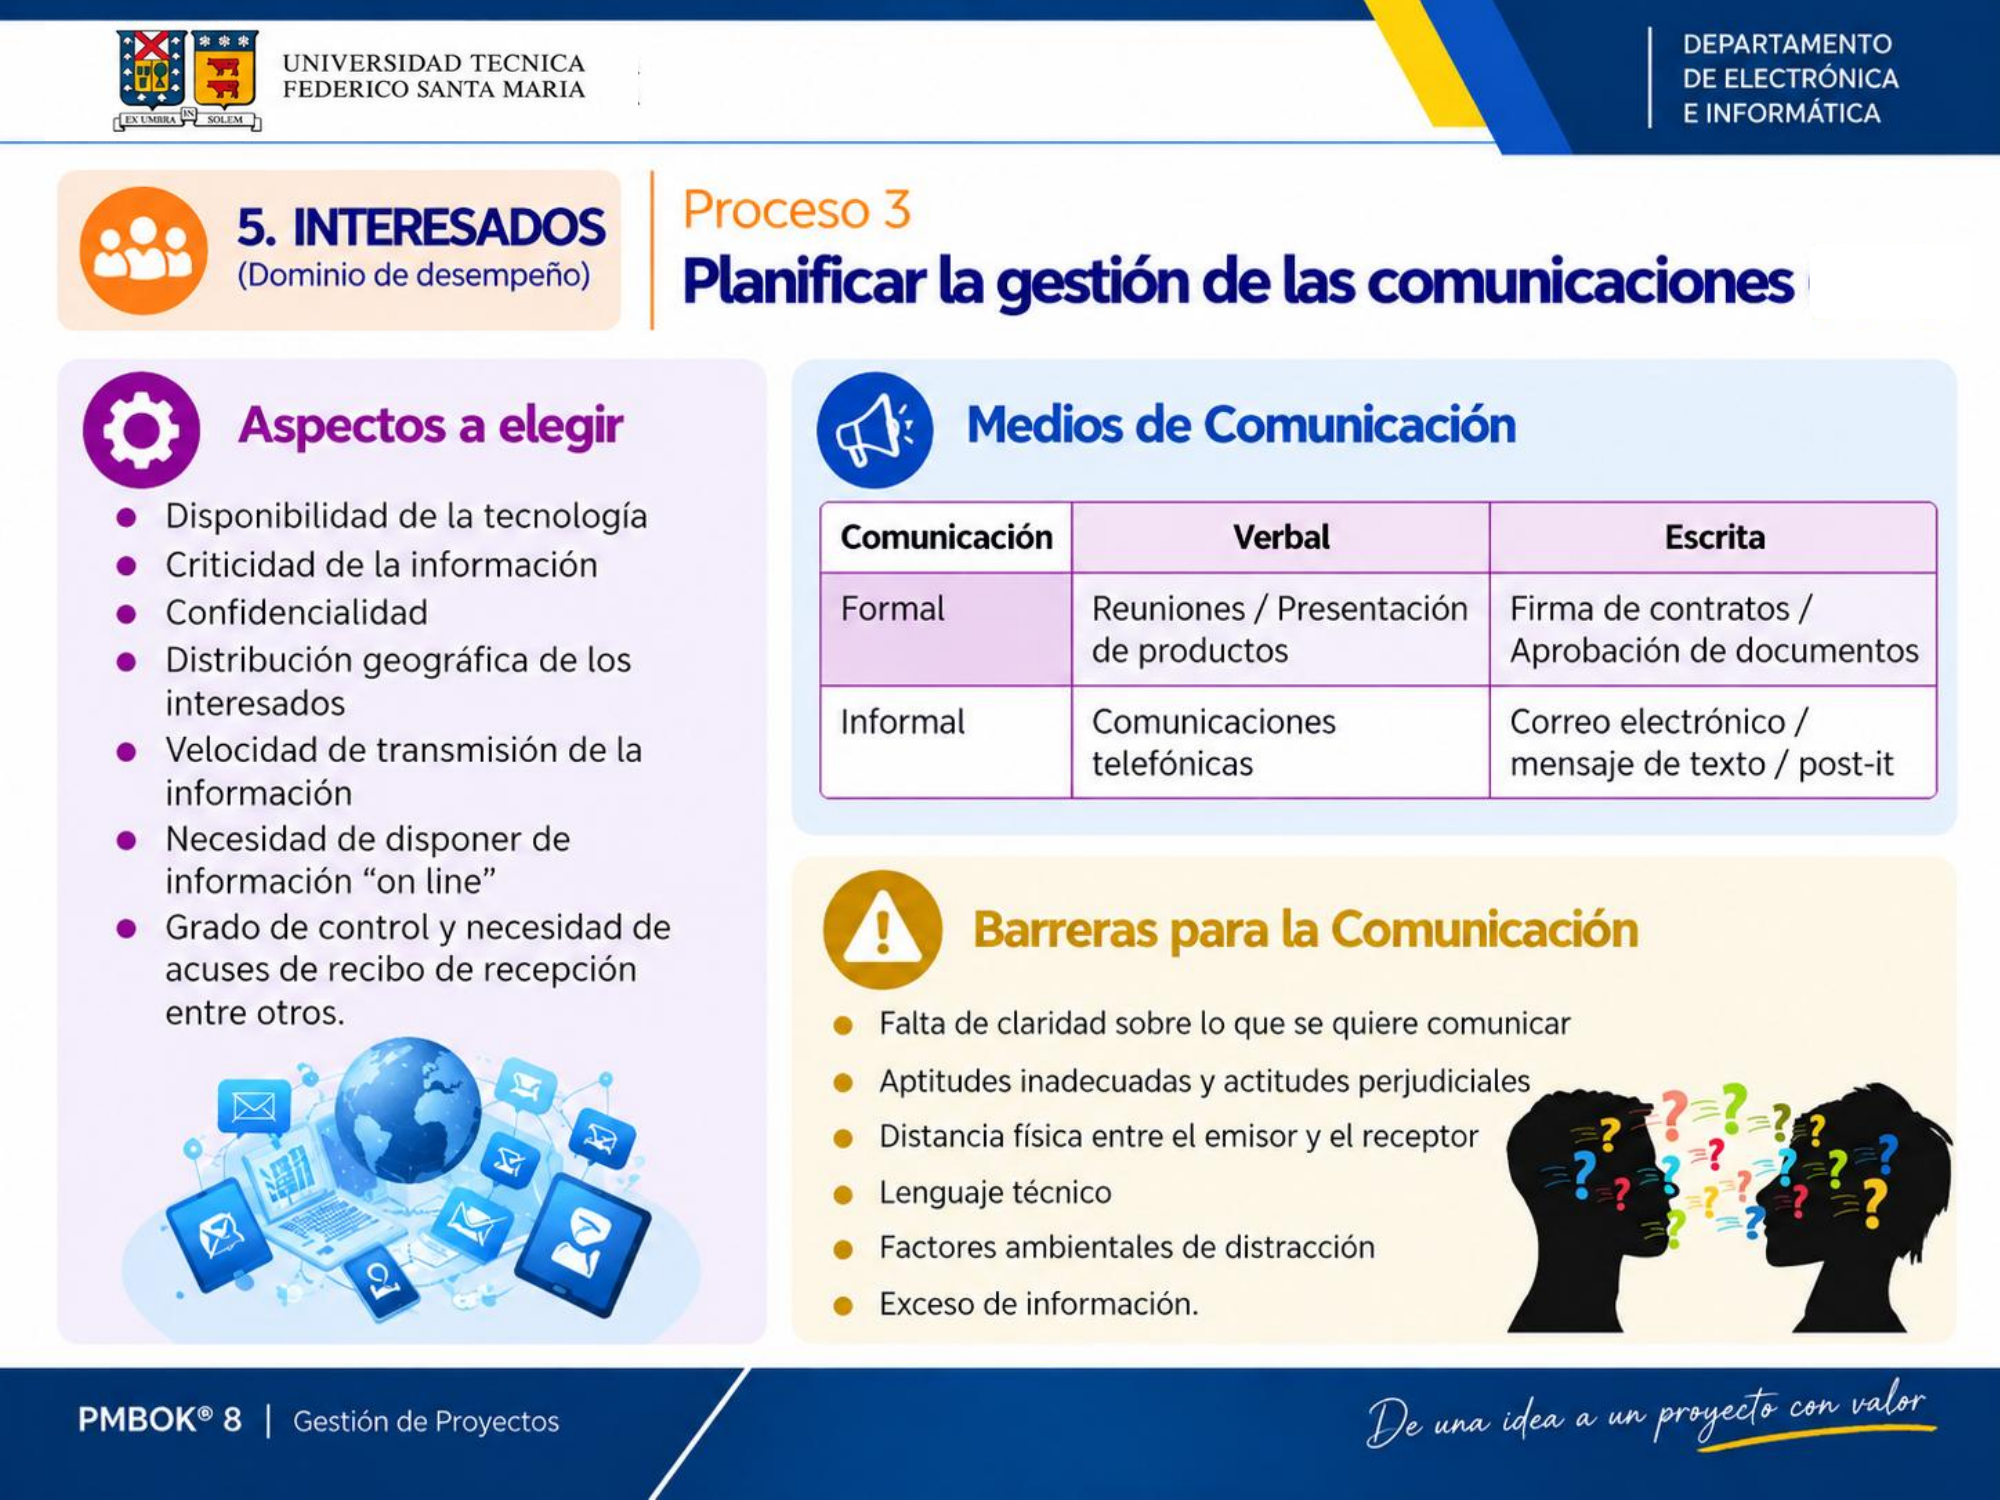 UNIVERSIDAD TECNICA
FEDERICO SANTA MARIA
EX UMBRA IN SOLEM
DEPARTAMENTO
DE ELECTRÓNICA
E INFORMÁTICA
5. INTERESADOS
(Dominio de desempeño)
Proceso 3
Planificar la gestión de las comunicaciones
Aspectos a elegir
● Disponibilidad de la tecnología
● Criticidad de la información
● Confidencialidad
● Distribución geográfica de los
interesados
● Velocidad de transmisión de la
información
● Necesidad de disponer de
información “on line”
● Grado de control y necesidad de
acuses de recibo de recepción
entre otros.
Medios de Comunicación
Comunicación Verbal Escrita
Formal Reuniones / Presentación Firma de contratos /
de productos Aprobación de documentos
Informal Comunicaciones Correo electrónico /
telefónicas mensaje de texto / post-it
Barreras para la Comunicación
● Falta de claridad sobre lo que se quiere comunicar
● Aptitudes inadecuadas y actitudes perjudiciales
● Distancia física entre el emisor y el receptor
● Lenguaje técnico
● Factores ambientales de distracción
● Exceso de información.
PMBOK® 8 | Gestión de Proyectos
De una idea a un proyecto con valor